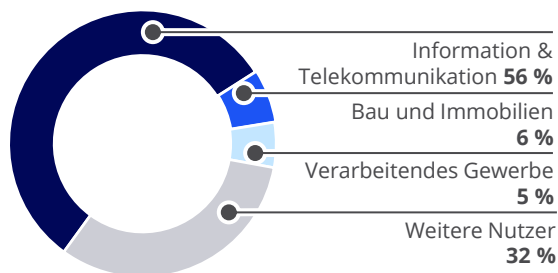 Information &
Telekommunikation 56 %
Bau und Immobilien
6 %
Verarbeitendes Gewerbe
5 %
Weitere Nutzer
32 %